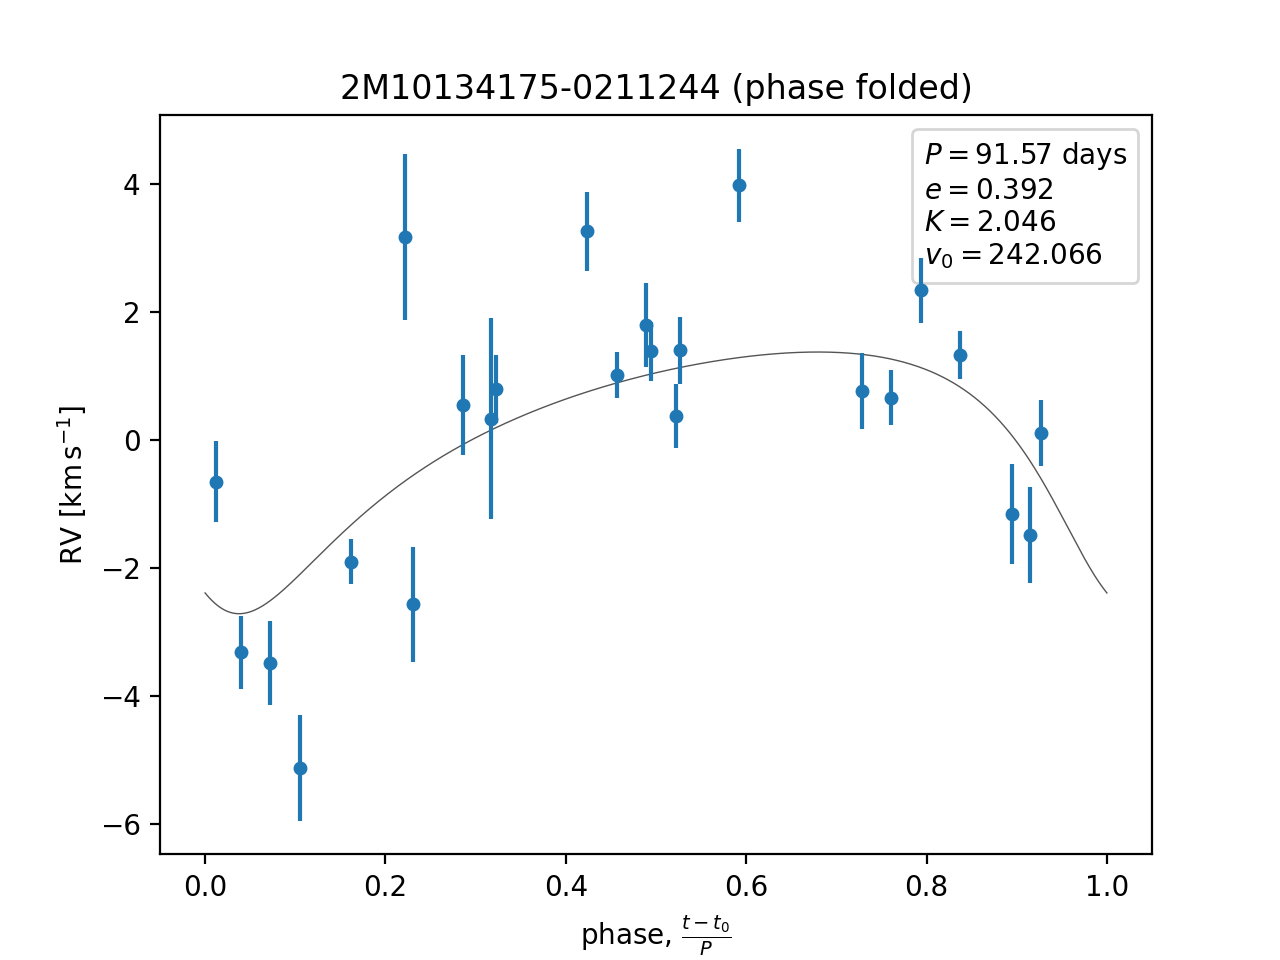 2M10134175-0211244 (phase folded)
P = 91.57 days
e = 0.392
K = 2.046
v₀ = 242.066
4
2
0
−2
−4
−6
RV [km s⁻¹]
0.0 0.2 0.4 0.6 0.8 1.0
phase, (t − t₀)/P